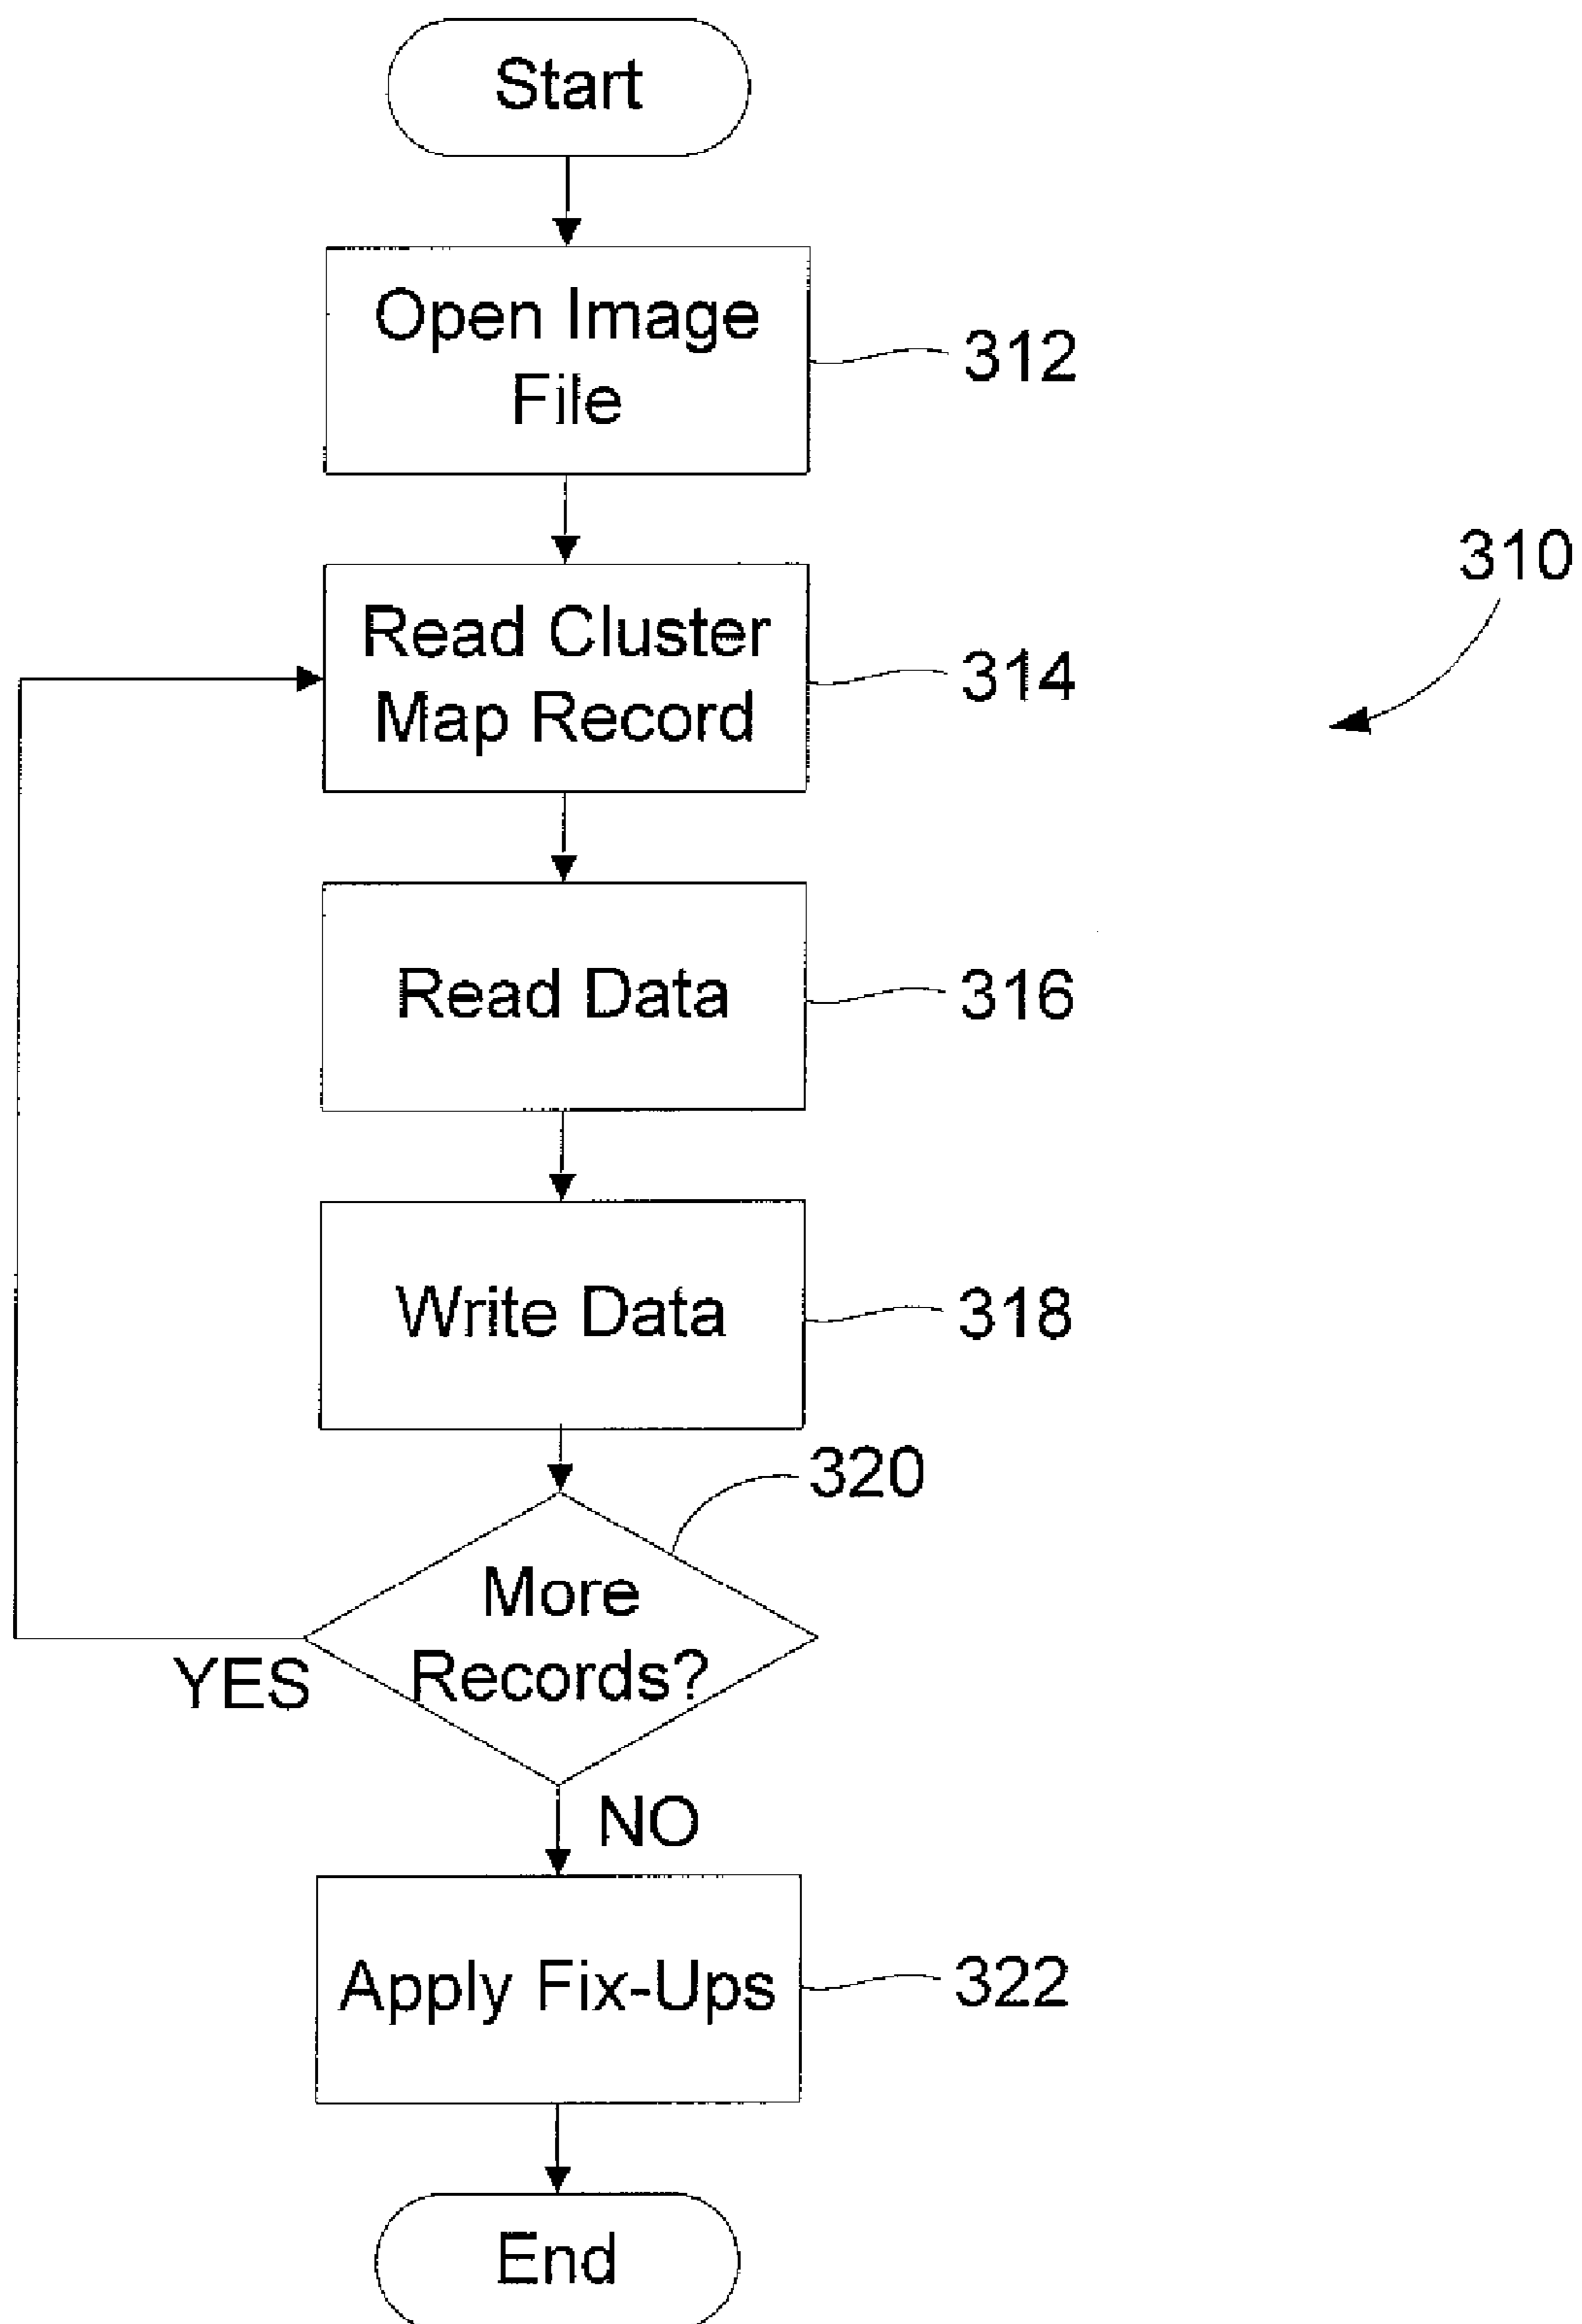 Start
Open Image
File
312
310
Read Cluster
Map Record
314
Read Data
316
Write Data
318
320
More
Records?
YES
NO
Apply Fix-Ups
322
End